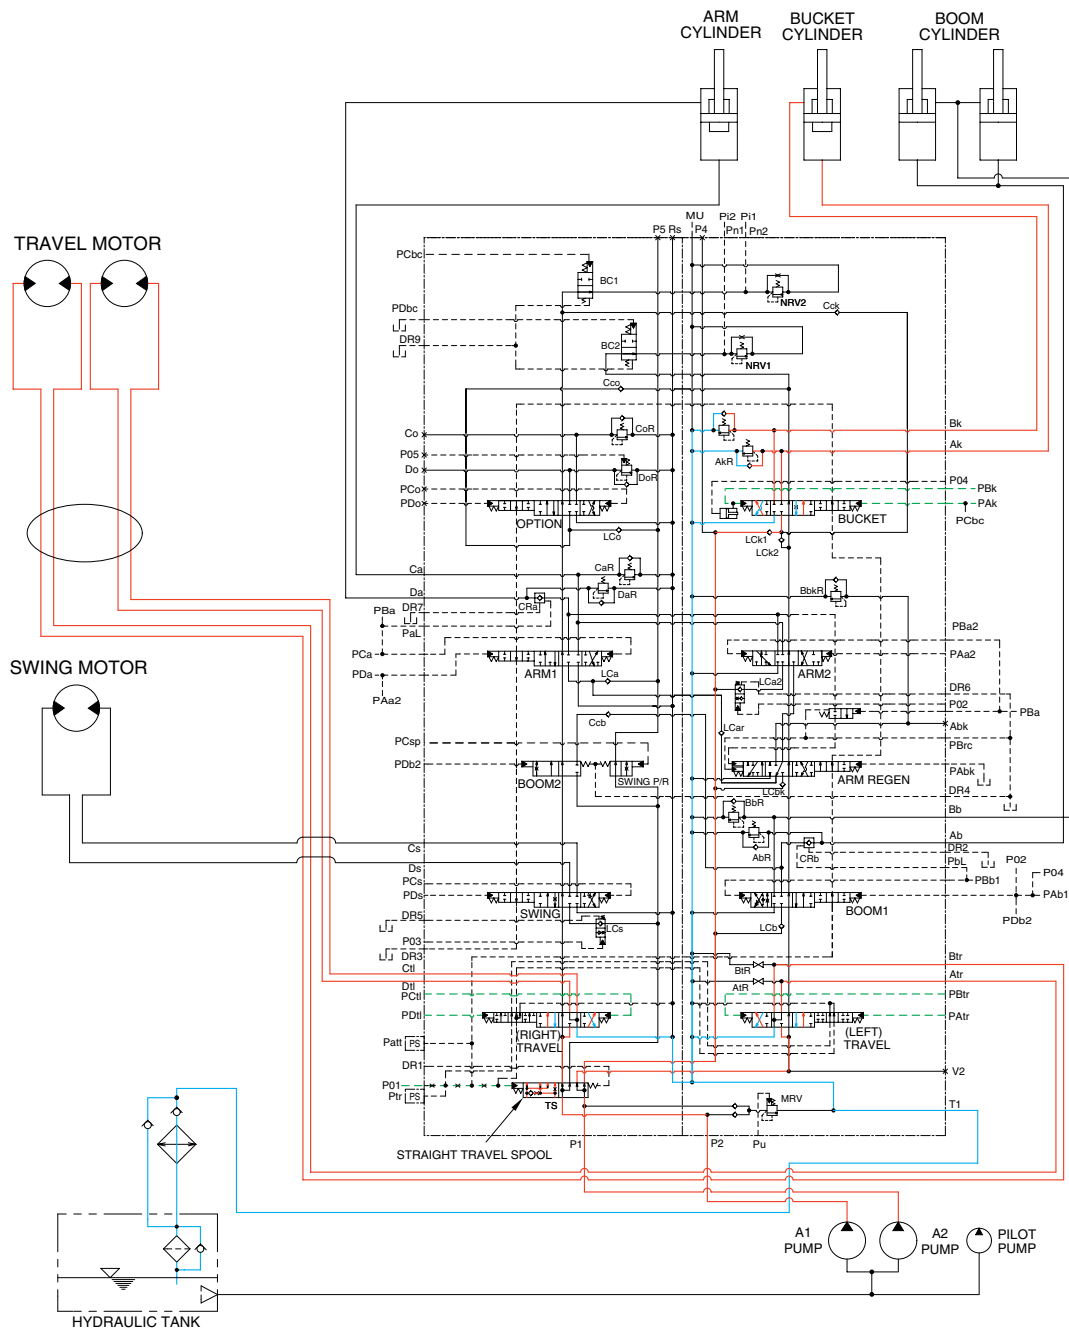 ARM
CYLINDER
BUCKET
CYLINDER
BOOM
CYLINDER
TRAVEL MOTOR
SWING MOTOR
P5 Rs
MU
P4
Pi2 Pi1
Pn1 Pn2
PCbc
BC1
NRV2
Cck
PDbc
DR9
BC2
NRV1
Cco
Co
CoR
Bk
Ak
AkR
P05
Do
DoR
PCo
PDo
OPTION
LCo
P04
PBk
PAk
PCbc
BUCKET
LCk1
LCk2
Ca
CaR
Da
DaR
CRa
DR7
PBa
PaL
PCa
PDa
PAa2
ARM1
LCa
BbkR
PBa2
PAa2
ARM2
LCa2
DR6
P02
PBa
Abk
LCar
Ccb
PCsp
PDb2
BOOM2
SWING P/R
PBrc
PAbk
ARM REGEN
LCbk
DR4
BbR
Bb
AbR
Ab
CRb
DR2
PbL
P02
P04
PBb1
PAb1
PDb2
BOOM1
LCb
Cs
Ds
PCs
PDs
SWING
DR5
LCs
P03
DR3
Ctl
Dtl
PCtl
PDtl
(RIGHT)
TRAVEL
BtR
AtR
Btr
Atr
PBtr
PAtr
(LEFT)
TRAVEL
Patt
PS
DR1
P01
Ptr
PS
TS
V2
MRV
T1
P1
P2
Pu
STRAIGHT TRAVEL SPOOL
A1
PUMP
A2
PUMP
PILOT
PUMP
HYDRAULIC TANK